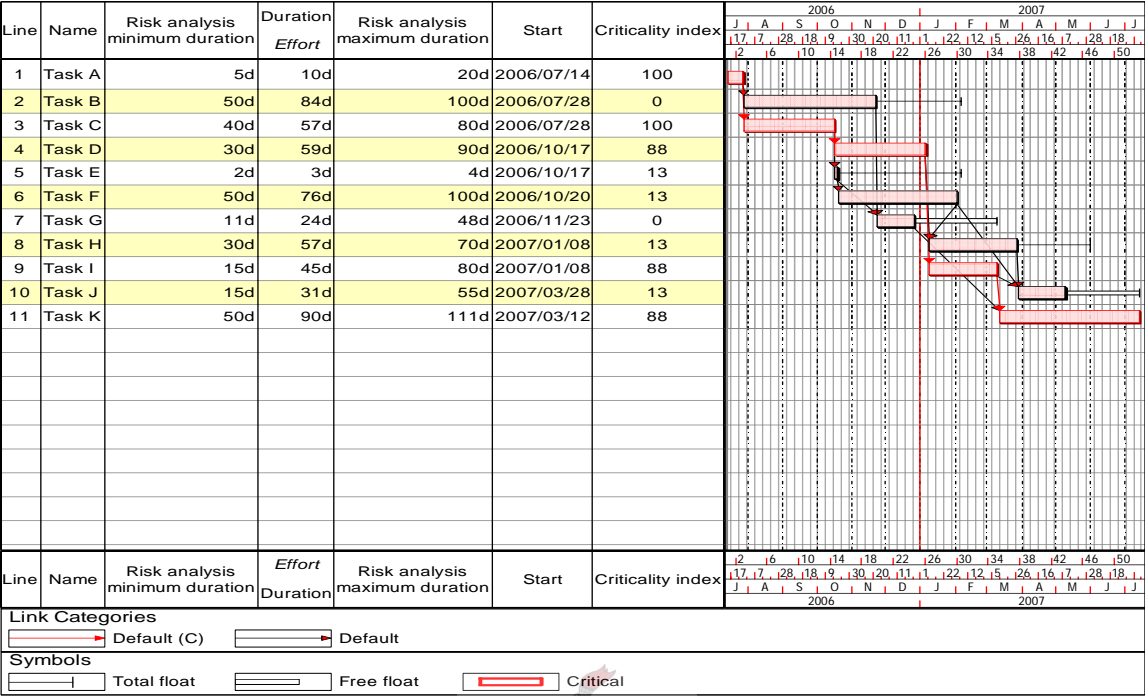 2006 2007
Line Name Risk analysis minimum duration Duration Effort Risk analysis maximum duration Start Criticality index
J A S O N D J F M A M J J
17 7 28 18 9 30 20 11 1 22 12 5 26 16 7 28 18
2 6 10 14 18 22 26 30 34 38 42 46 50
1 Task A 5d 10d 20d 2006/07/14 100
2 Task B 50d 84d 100d 2006/07/28 0
3 Task C 40d 57d 80d 2006/07/28 100
4 Task D 30d 59d 90d 2006/10/17 88
5 Task E 2d 3d 4d 2006/10/17 13
6 Task F 50d 76d 100d 2006/10/20 13
7 Task G 11d 24d 48d 2006/11/23 0
8 Task H 30d 57d 70d 2007/01/08 13
9 Task I 15d 45d 80d 2007/01/08 88
10 Task J 15d 31d 55d 2007/03/28 13
11 Task K 50d 90d 111d 2007/03/12 88
2 6 10 14 18 22 26 30 34 38 42 46 50
Line Name Risk analysis minimum duration Effort Duration Risk analysis maximum duration Start Criticality index
17 7 28 18 9 30 20 11 1 22 12 5 26 16 7 28 18
J A S O N D J F M A M J J
2006 2007
Link Categories
Default (C) Default
Symbols
Total float Free float Critical